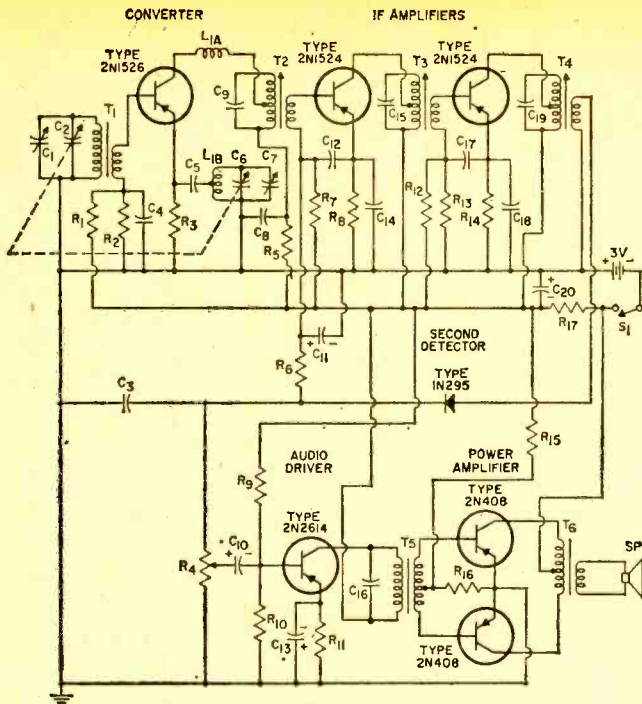 CONVERTER
IF AMPLIFIERS
L1A
TYPE
2N1526
TYPE
2N1524
TYPE
2N1524
T2
T3
T4
C9
C15
C19
C2
T1
C1
C12
C17
L1B
C6
C7
C5
R1
R2
C4
R3
C8
R5
R7
R8
C14
R12
R13
R14
C18
3V
+
-
+
-
C20
R17
S1
+
-
C11
SECOND
DETECTOR
R6
TYPE
1N295
C3
R15
AUDIO
DRIVER
POWER
AMPLIFIER
R9
TYPE
2N2614
TYPE
2N408
C10
+
-
T5
T6
SP
R4
C16
R16
R10
-
+
C13
R11
TYPE
2N408